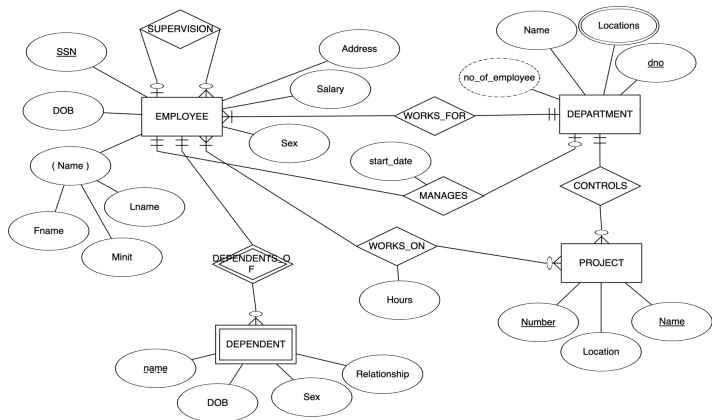 SUPERVISION
Name
Locations
SSN
Address
dno
no_of_employee
Salary
DOB
EMPLOYEE
WORKS_FOR
DEPARTMENT
Sex
( Name )
start_date
MANAGES
CONTROLS
Lname
Fname
Minit
WORKS_ON
DEPENDENTS_O
F
PROJECT
Hours
Number
Name
Location
DEPENDENT
name
Relationship
DOB
Sex